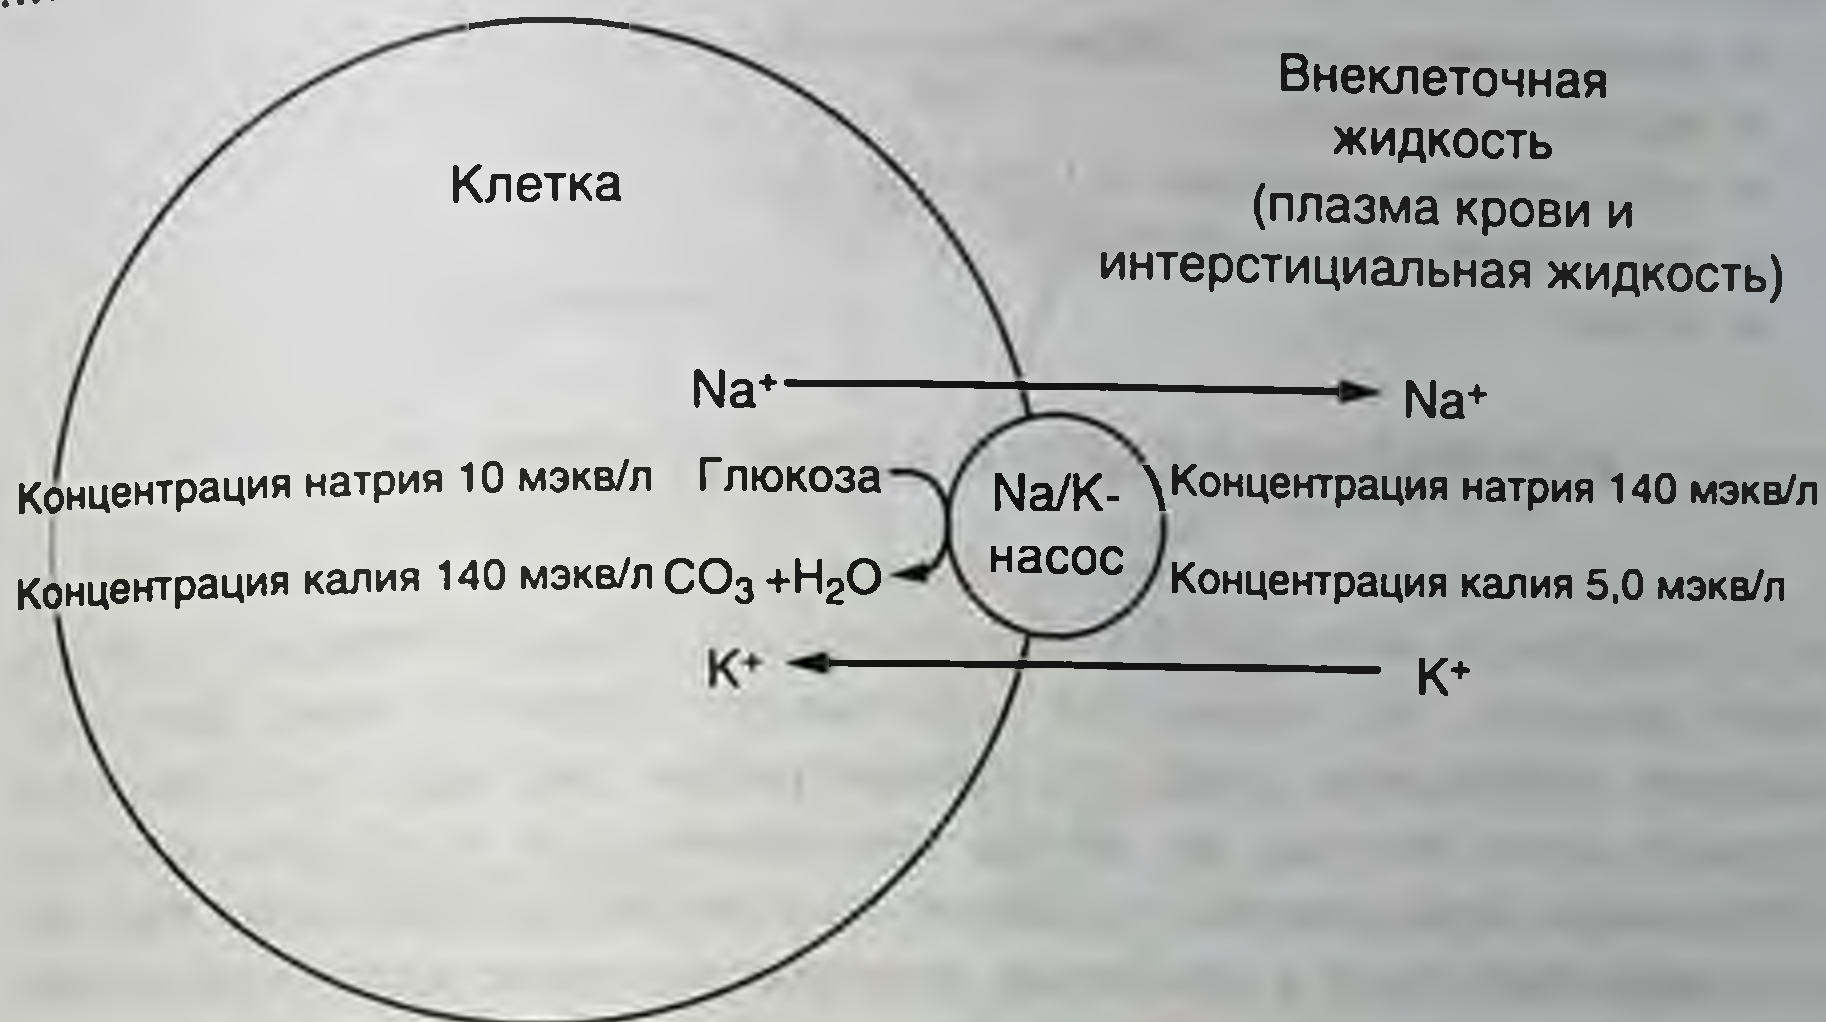 Внеклеточная
жидкость
(плазма крови и
интерстициальная жидкость)
Клетка
Na⁺
Na⁺
Концентрация натрия 10 мэкв/л
Глюкоза
Na/K-
насос
Концентрация натрия 140 мэкв/л
Концентрация калия 140 мэкв/л
CO₃ +H₂O
Концентрация калия 5,0 мэкв/л
K⁺
K⁺